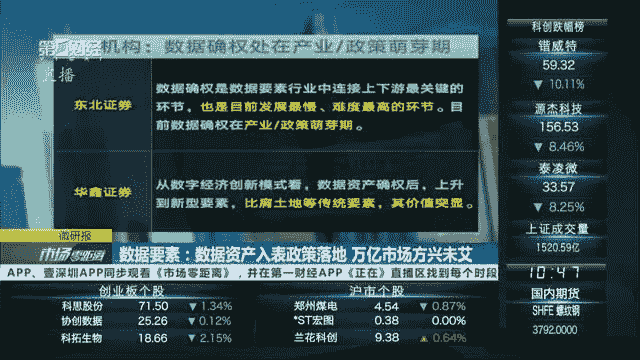 第一财经
直播
机构：数据确权处在产业/政策萌芽期
东北证券
数据确权是数据要素行业中连接上下游最关键的
环节，也是目前发展最慢、难度最高的环节。目
前数据确权在产业/政策萌芽期。
华鑫证券
从数字经济创新模式看，数据资产确权后，上升
到新型要素，比肩土地等传统要素，其价值突显。
微研报
市场零距离
数据要素：数据资产入表政策落地 万亿市场方兴未艾
APP、壹深圳APP同步观看《市场零距离》，并在第一财经APP《正在》直播区找到每个时段
创业板个股
科思股份 71.50 ▼ 1.34%
协创数据 25.26 ▼ 0.12%
科拓生物 18.66 ▼ 2.15%
沪市个股
郑州煤电 4.54 ▼ 0.87%
*ST宏图 0.38 0.00%
兰花科创 9.38 ▲ 0.64%
科创跌幅榜
锴威特
59.32
▼ 10.11%
源杰科技
156.53
▼ 8.46%
泰凌微
33.57
▼ 8.25%
上证成交量
1520.59亿
10:47
国内期货
SHFE 螺纹钢
3792.0000